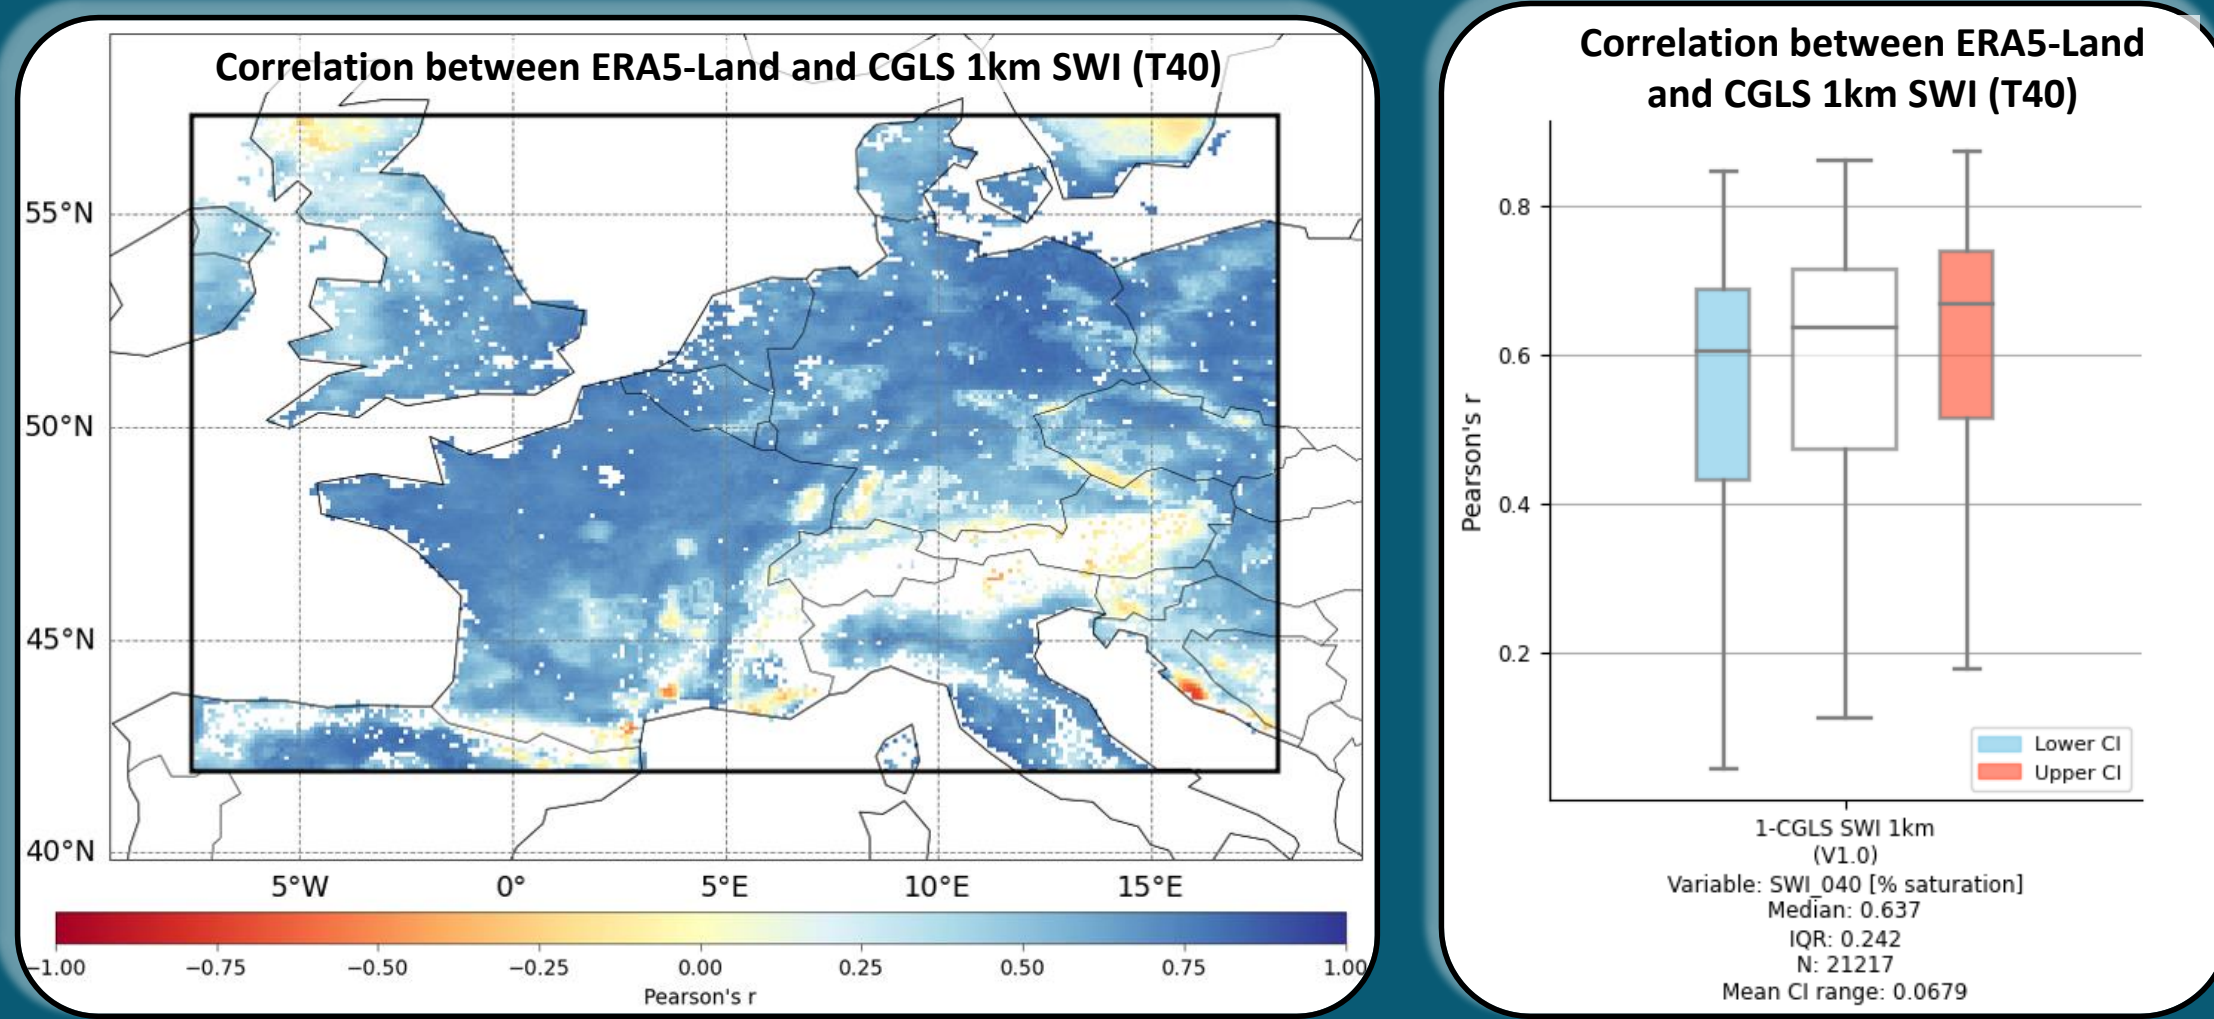 Correlation between ERA5-Land and CGLS 1km SWI (T40)
55°N
50°N
45°N
40°N
5°W
0°
5°E
10°E
15°E
−1.00
−0.75
−0.50
−0.25
0.00
0.25
0.50
0.75
1.00
Pearson's r
Correlation between ERA5-Land
and CGLS 1km SWI (T40)
Pearson's r
0.8
0.6
0.4
0.2
Lower CI
Upper CI
1-CGLS SWI 1km
(V1.0)
Variable: SWI_040 [% saturation]
Median: 0.637
IQR: 0.242
N: 21217
Mean CI range: 0.0679